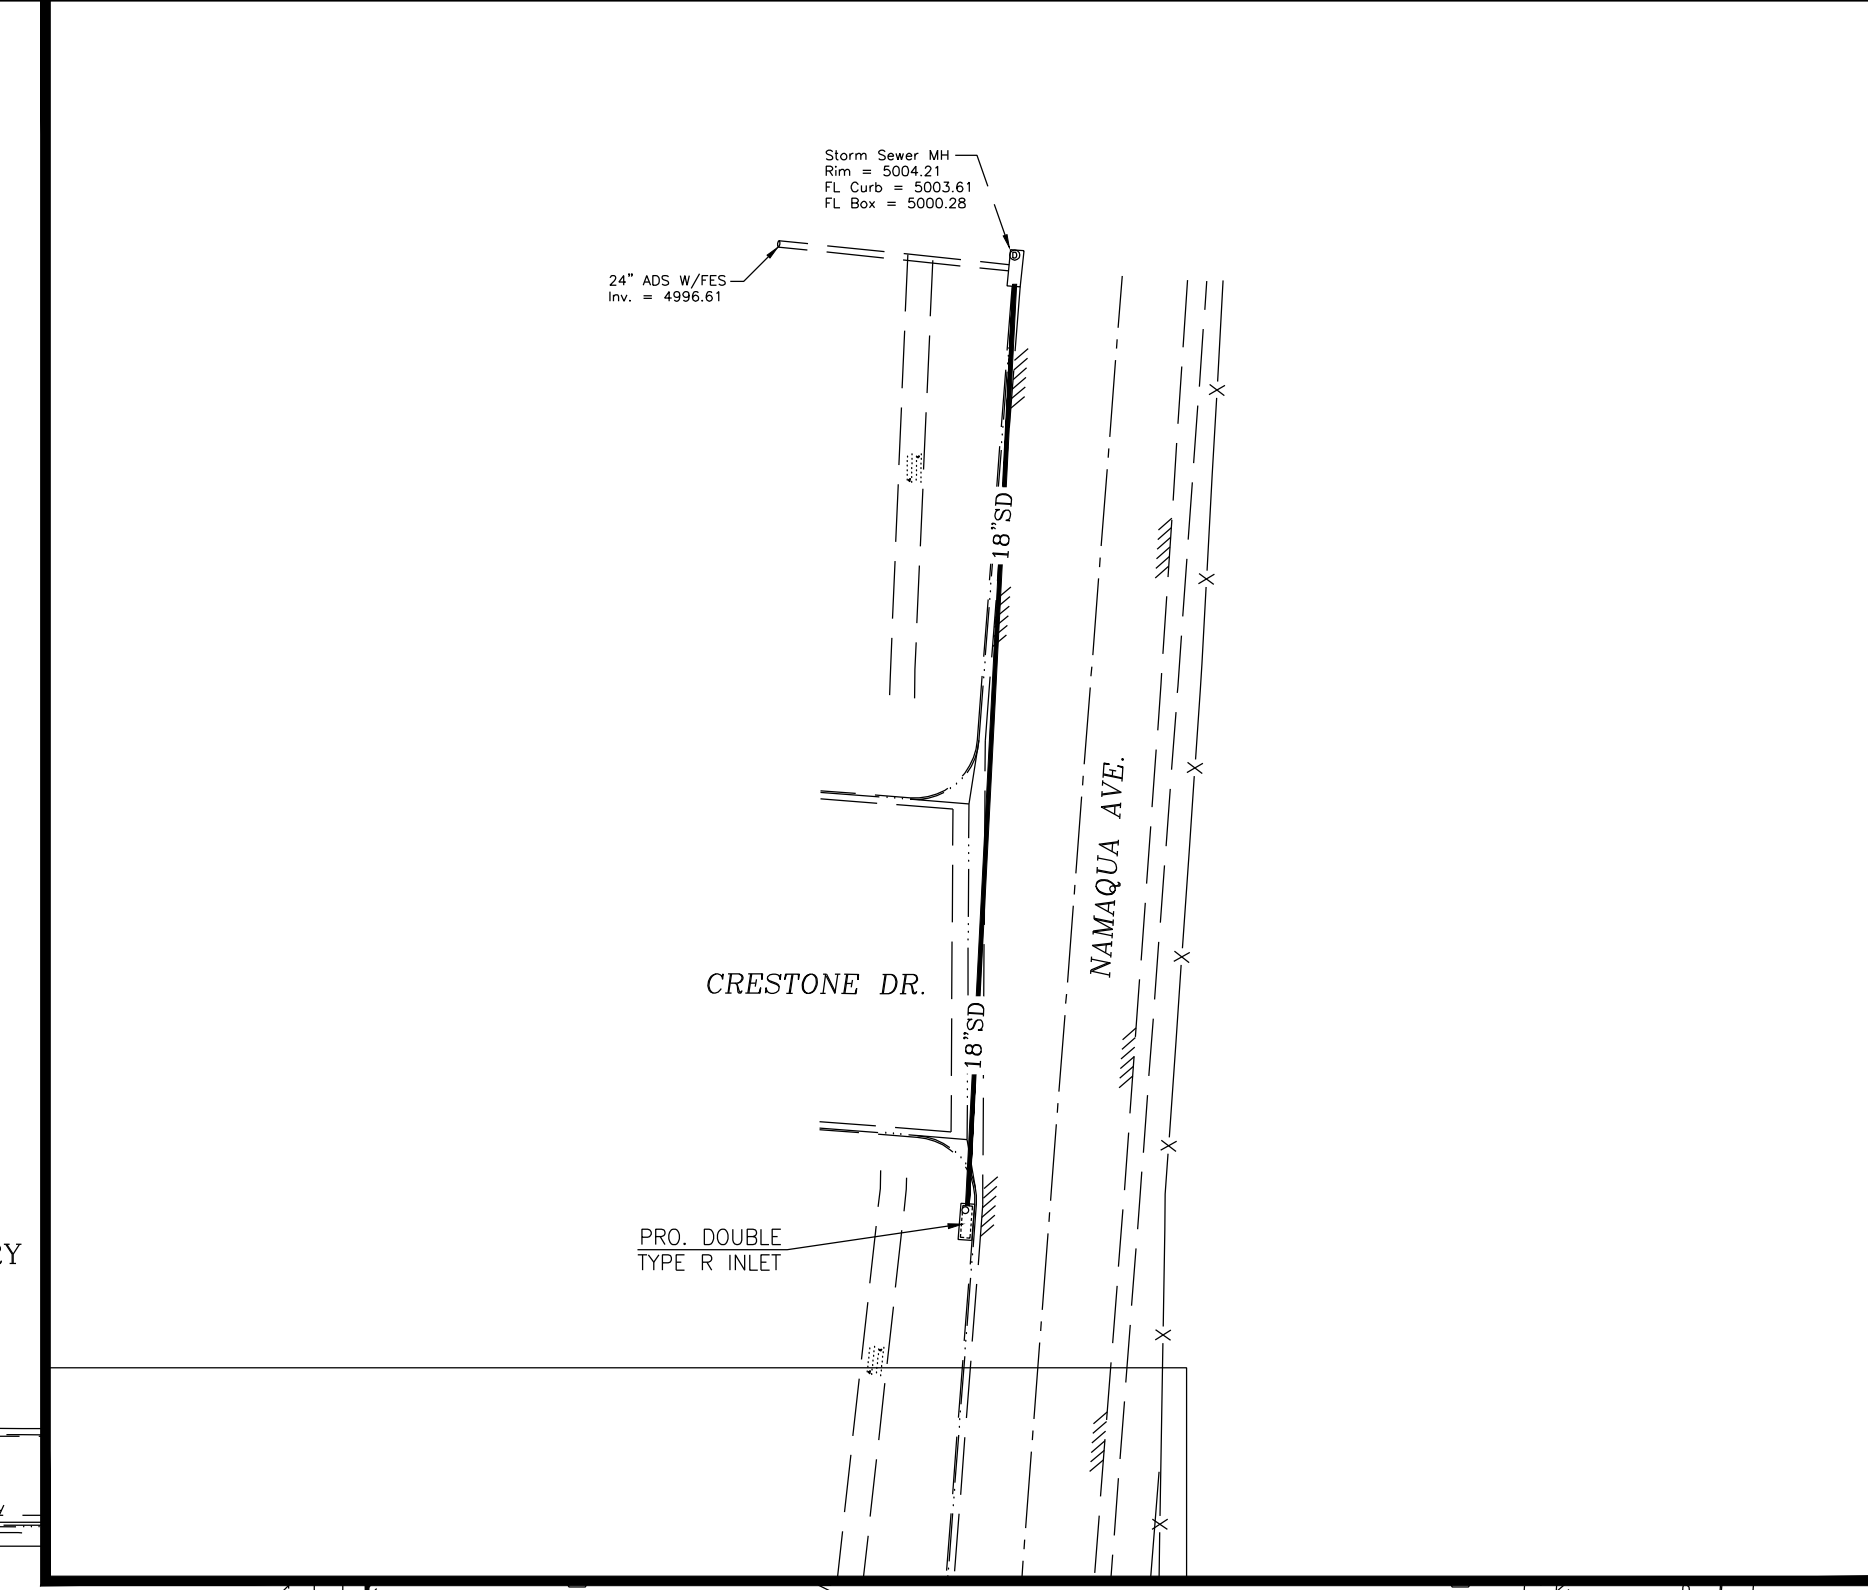 Storm Sewer MH
Rim = 5004.21
FL Curb = 5003.61
FL Box = 5000.28
D
24" ADS W/FES
Inv. = 4996.61
18"SD
NAMAQUA AVE.
CRESTONE DR.
18"SD
PRO. DOUBLE
TYPE R INLET
RY